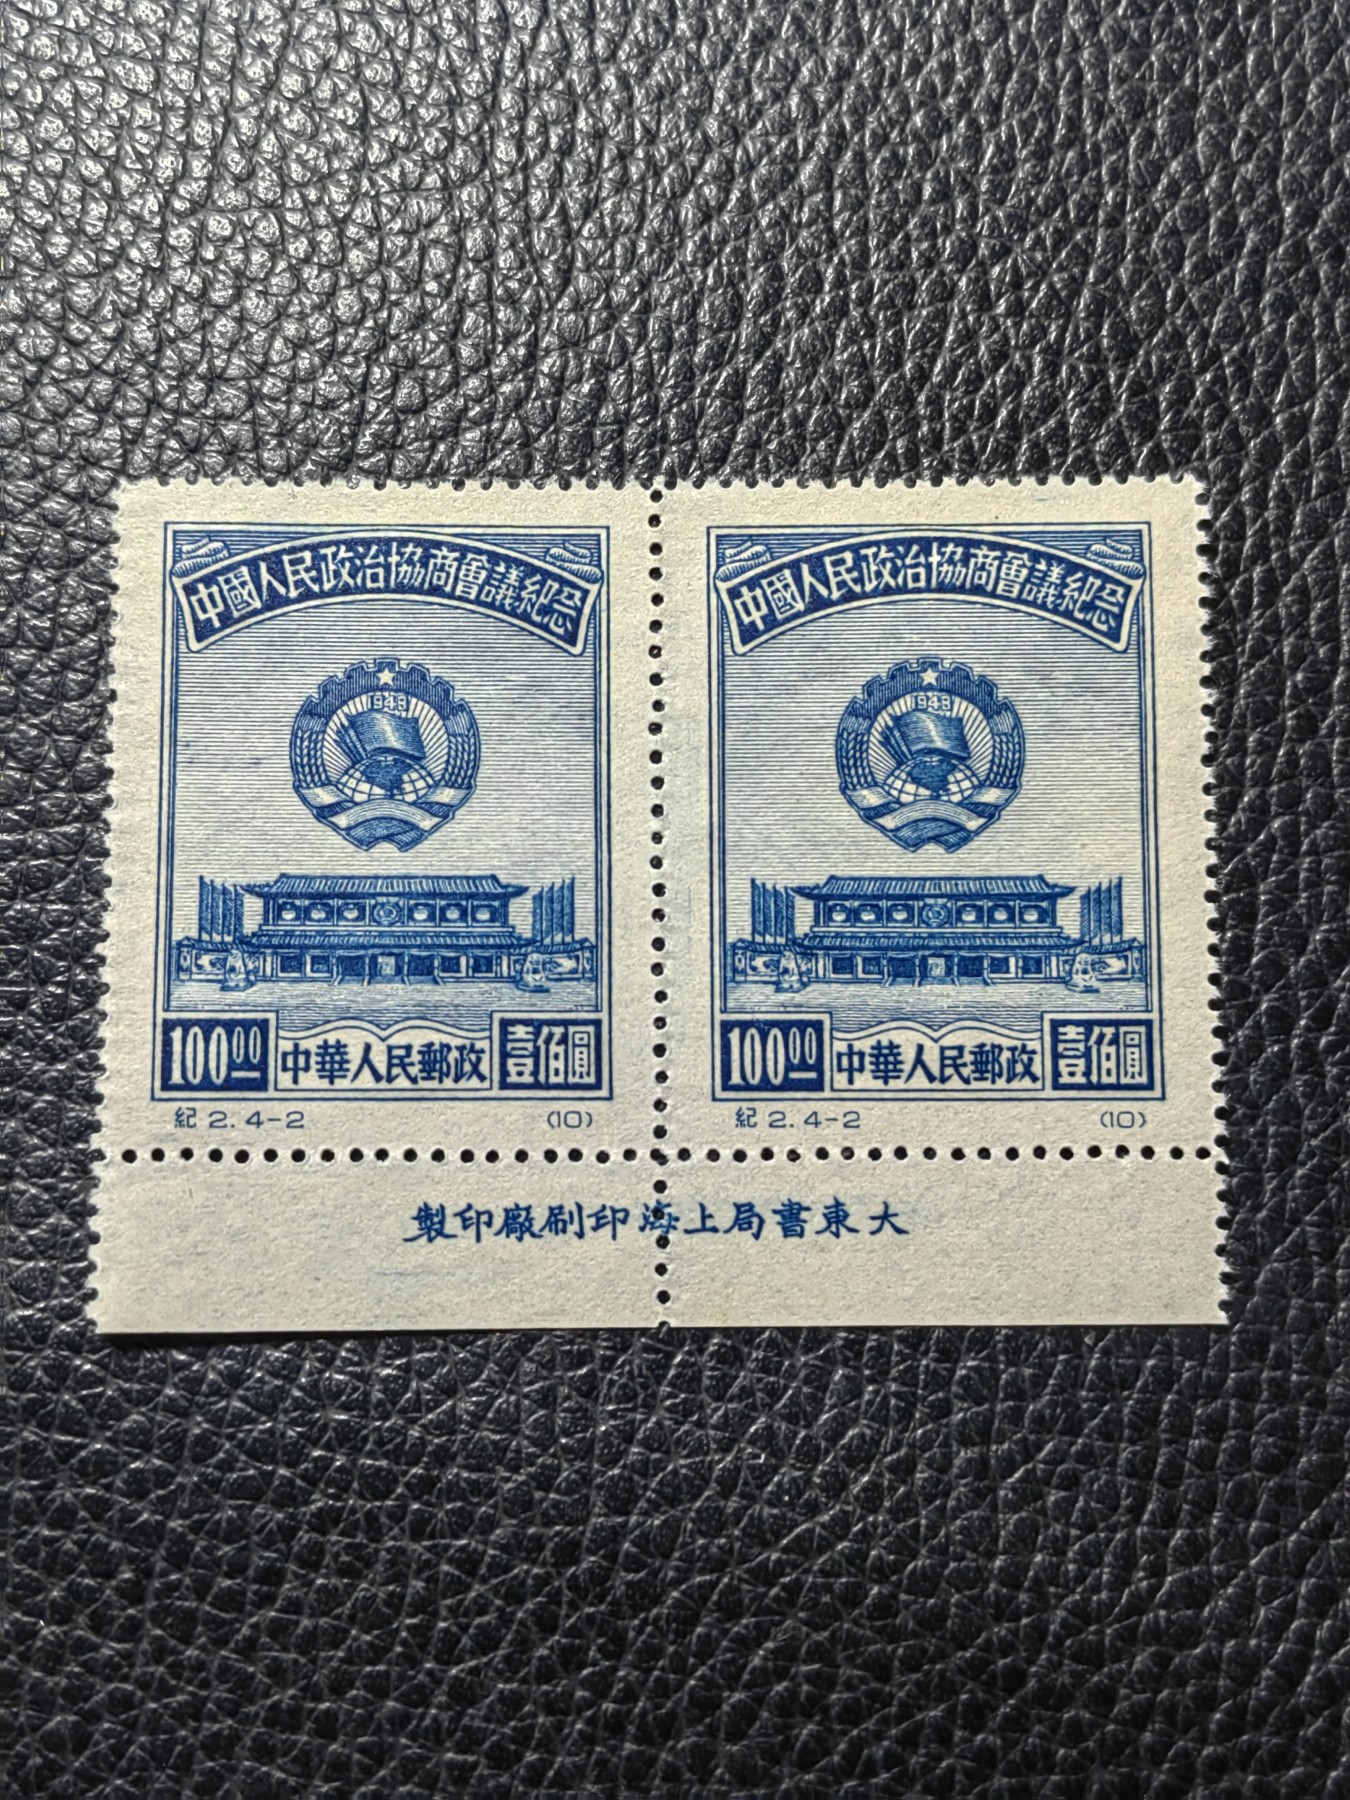 中國人民政治協商會議紀念
1949
100.00 中華人民郵政 壹佰圓
紀 2. 4-2 (10)
中國人民政治協商會議紀念
1949
100.00 中華人民郵政 壹佰圓
紀 2. 4-2 (10)
大東書局上海印刷廠印製